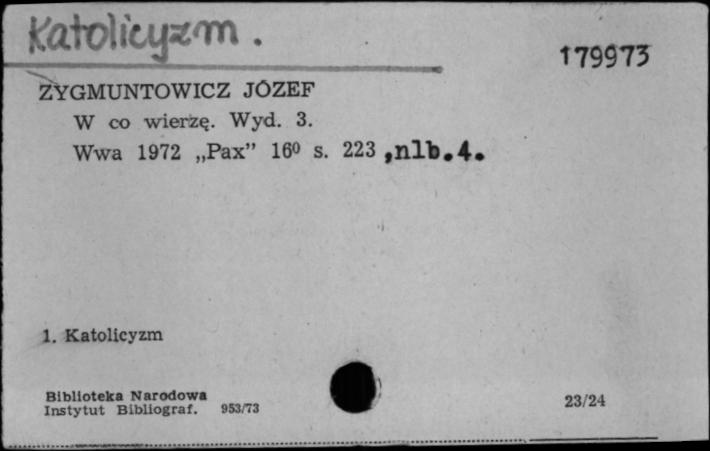 Katolicyzm.
179973
ZYGMUNTOWICZ JÓZEF
W co wierzę. Wyd. 3.
Wwa 1972 „Pax” 16⁰ s. 223 ,nlb.4.
1. Katolicyzm
Biblioteka Narodowa
Instytut Bibliograf. 953/73
23/24